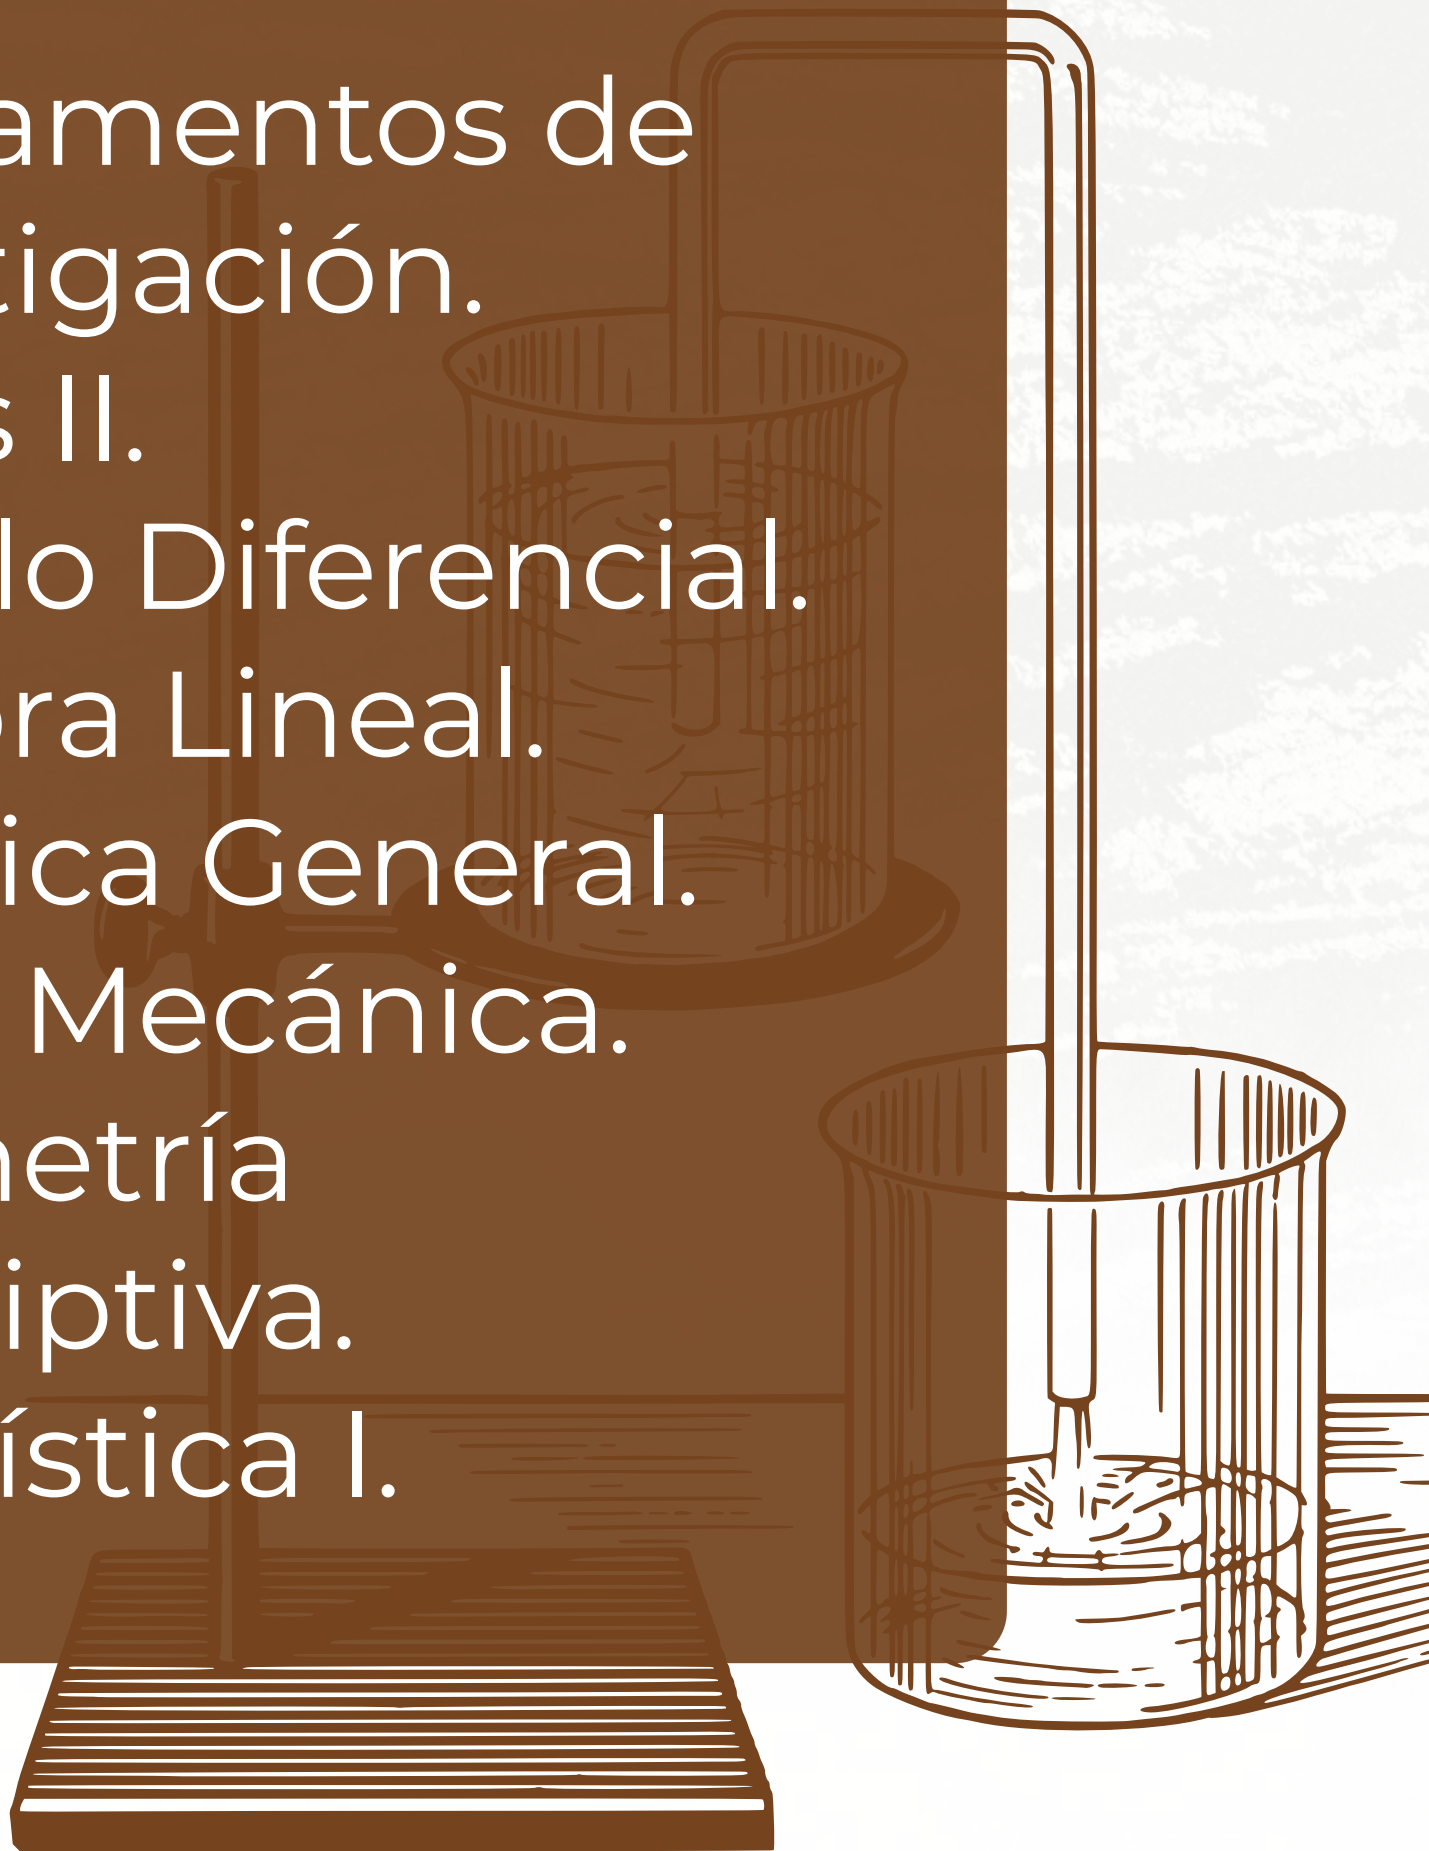 amentos de
tigación.
s II.
lo Diferencial.
ra Lineal.
ica General.
Mecánica.
etría
iptiva.
ística I.